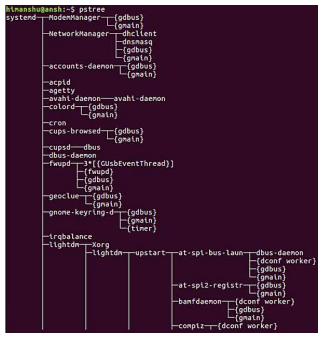 himanshu@ansh:~$ pstree
systemd─┬─ModemManager─┬─{gdbus}
        │              └─{gmain}
        ├─NetworkManager─┬─dhclient
        │                ├─dnsmasq
        │                ├─{gdbus}
        │                └─{gmain}
        ├─accounts-daemon─┬─{gdbus}
        │                 └─{gmain}
        ├─acpid
        ├─agetty
        ├─avahi-daemon───avahi-daemon
        ├─colord─┬─{gdbus}
        │        └─{gmain}
        ├─cron
        ├─cups-browsed─┬─{gdbus}
        │              └─{gmain}
        ├─cupsd───dbus
        ├─dbus-daemon
        ├─fwupd─┬─3*[{GUsbEventThread}]
        │       ├─{fwupd}
        │       ├─{gdbus}
        │       └─{gmain}
        ├─geoclue─┬─{gdbus}
        │         └─{gmain}
        ├─gnome-keyring-d─┬─{gdbus}
        │                 ├─{gmain}
        │                 └─{timer}
        ├─irqbalance
        ├─lightdm─┬─Xorg
        │         ├─lightdm─┬─upstart─┬─at-spi-bus-laun─┬─dbus-daemon
        │         │         │         │                 ├─{dconf worker}
        │         │         │         │                 ├─{gdbus}
        │         │         │         │                 └─{gmain}
        │         │         │         ├─at-spi2-registr─┬─{gdbus}
        │         │         │         │                 └─{gmain}
        │         │         │         ├─bamfdaemon─┬─{dconf worker}
        │         │         │         │            ├─{gdbus}
        │         │         │         │            └─{gmain}
        │         │         │         ├─compiz─┬─{dconf worker}